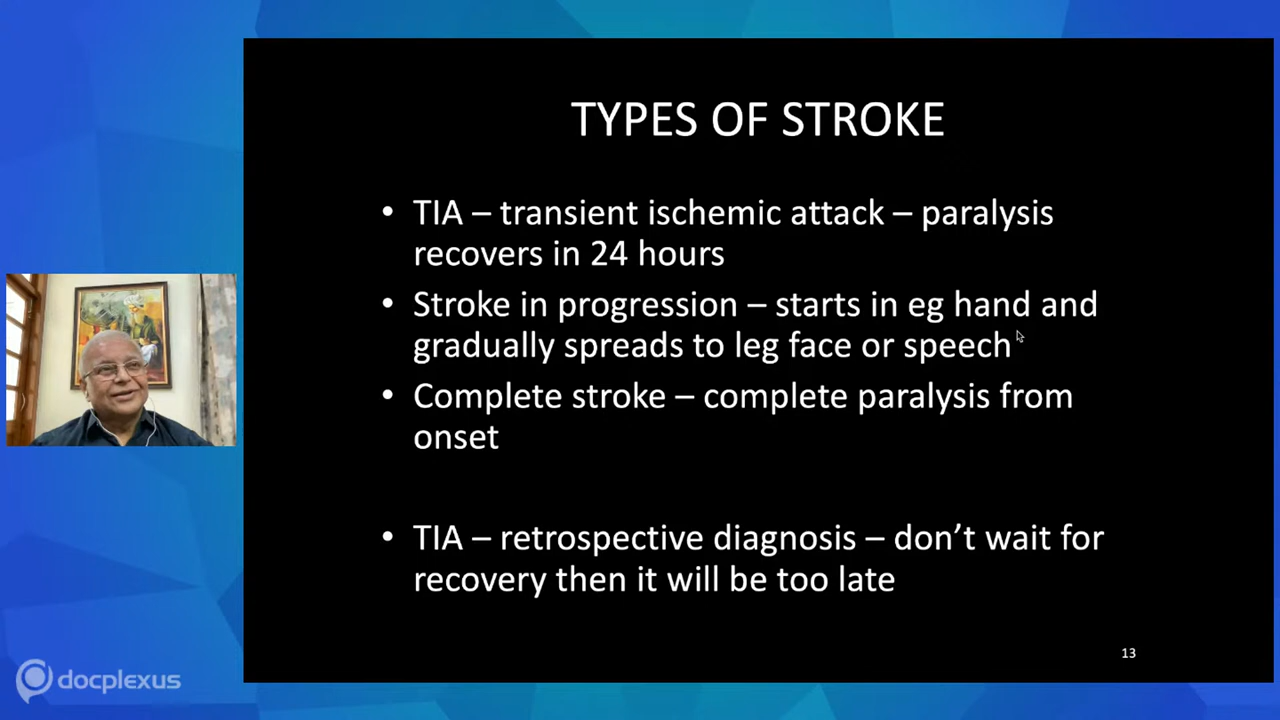 TYPES OF STROKE
• TIA – transient ischemic attack – paralysis
recovers in 24 hours
• Stroke in progression – starts in eg hand and
gradually spreads to leg face or speech
• Complete stroke – complete paralysis from
onset
• TIA – retrospective diagnosis – don’t wait for
recovery then it will be too late
13
docplexus